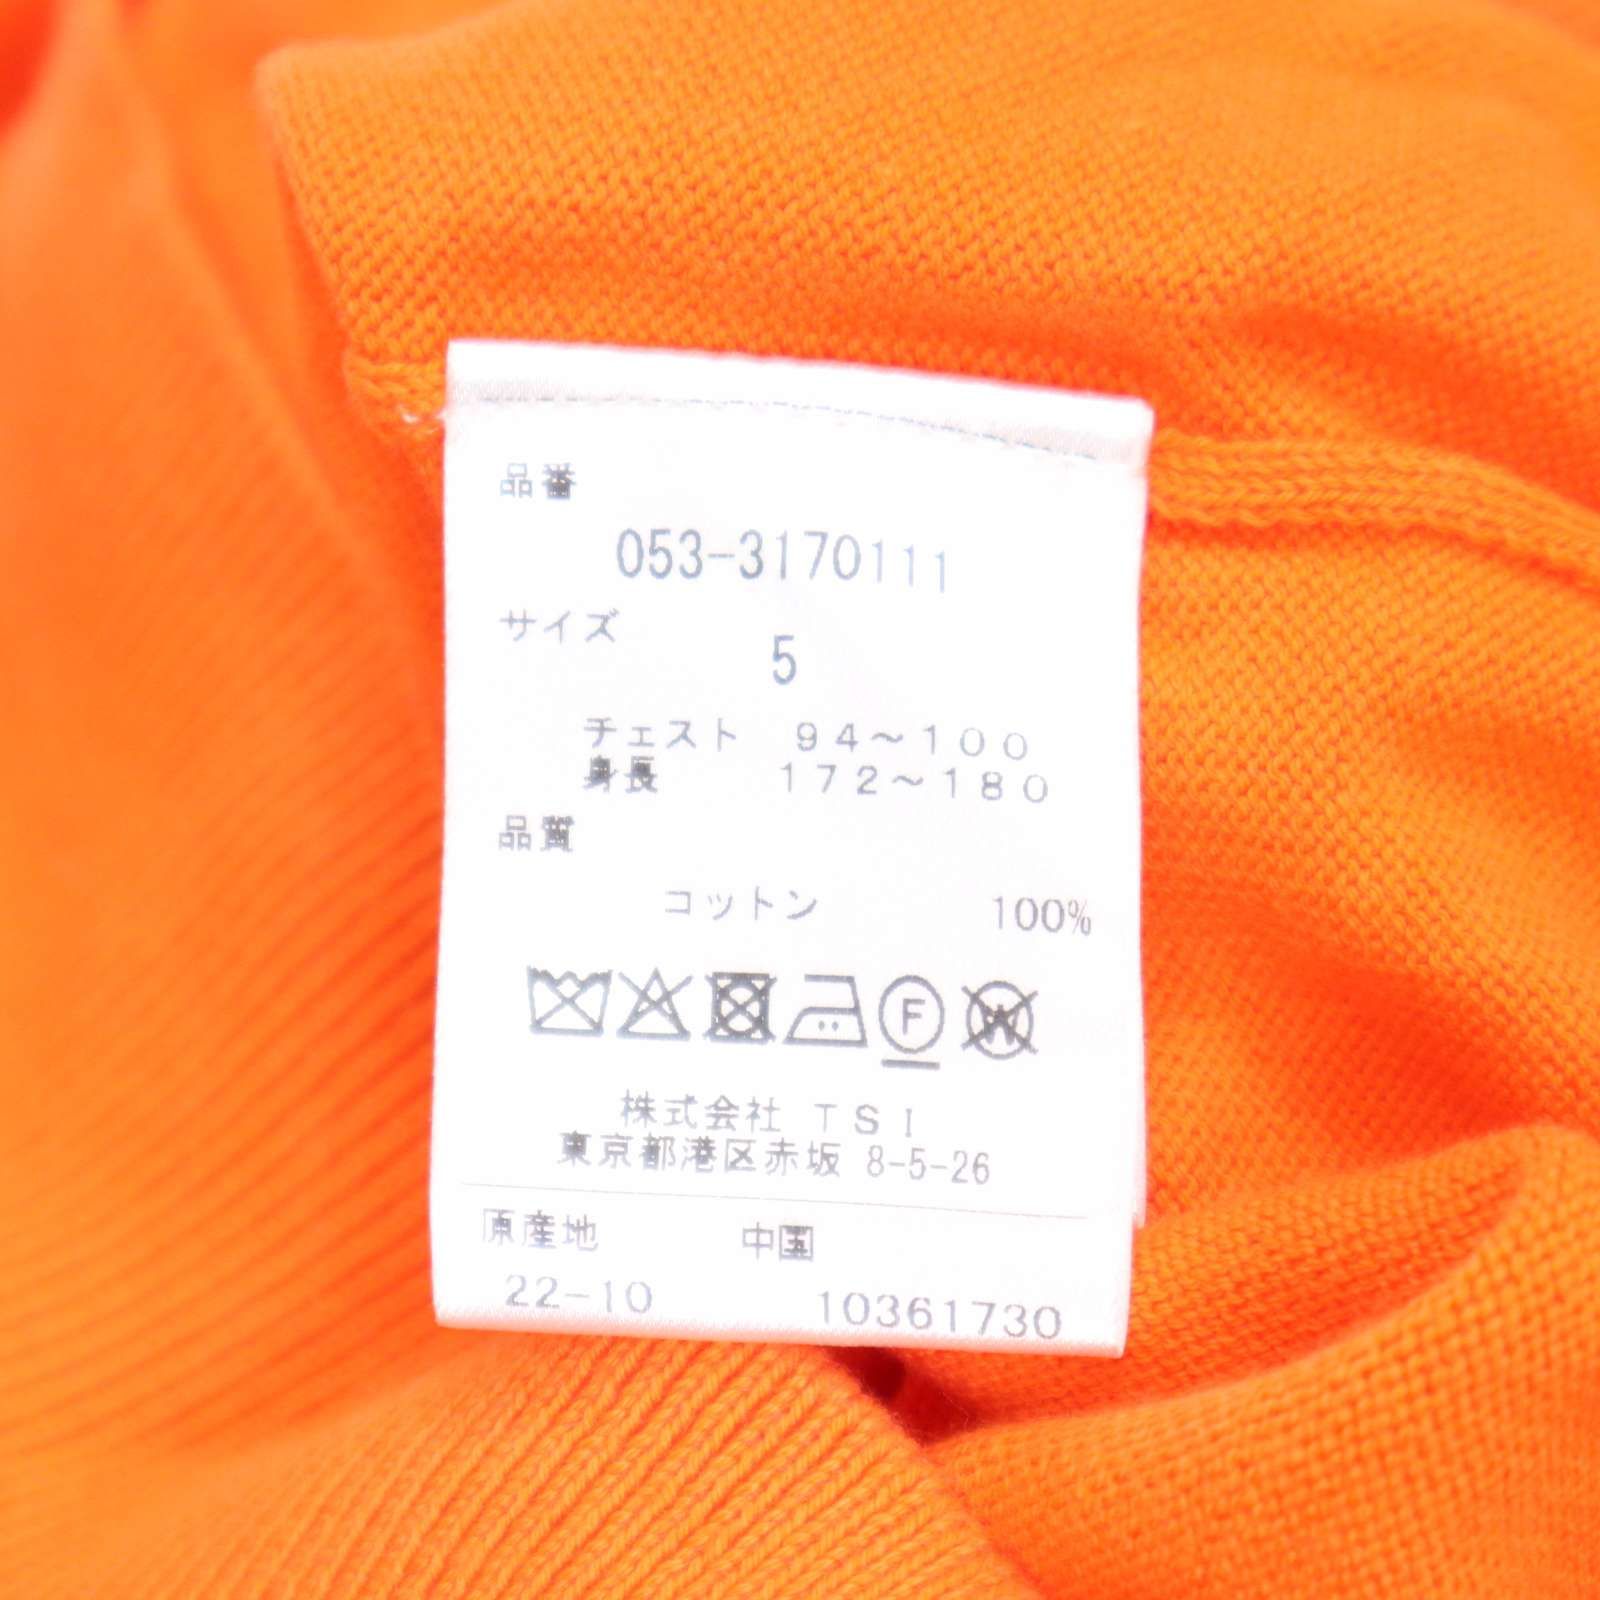 品番
053-3170111
サイズ
5
チェスト 94～100
身長 172～180
品質
コットン 100%
F W
株式会社 TSI
東京都港区赤坂 8-5-26
原産地 中国
22-10 10361730